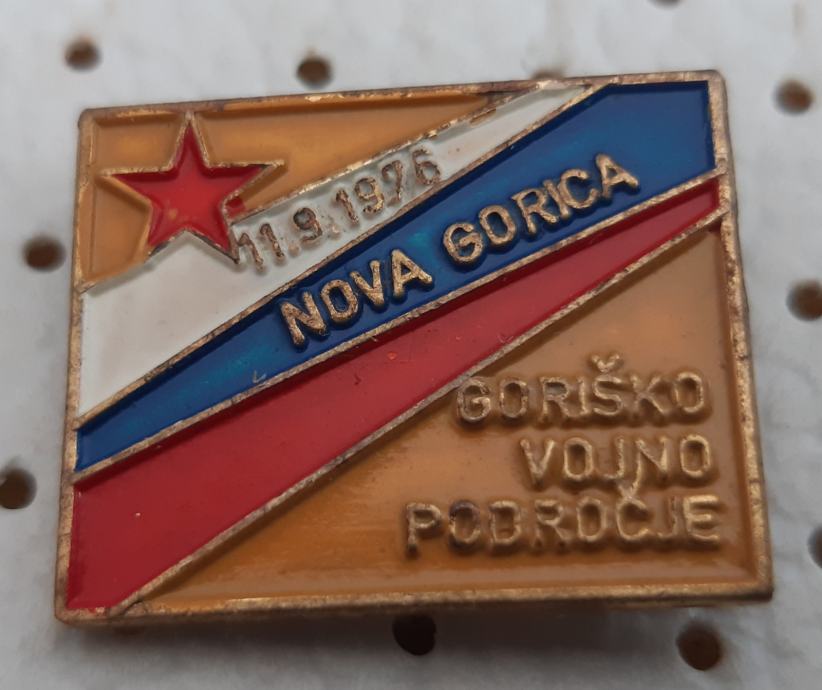 11.9.1976
NOVA GORICA
GORIŠKO
VOJNO
PODROČJE